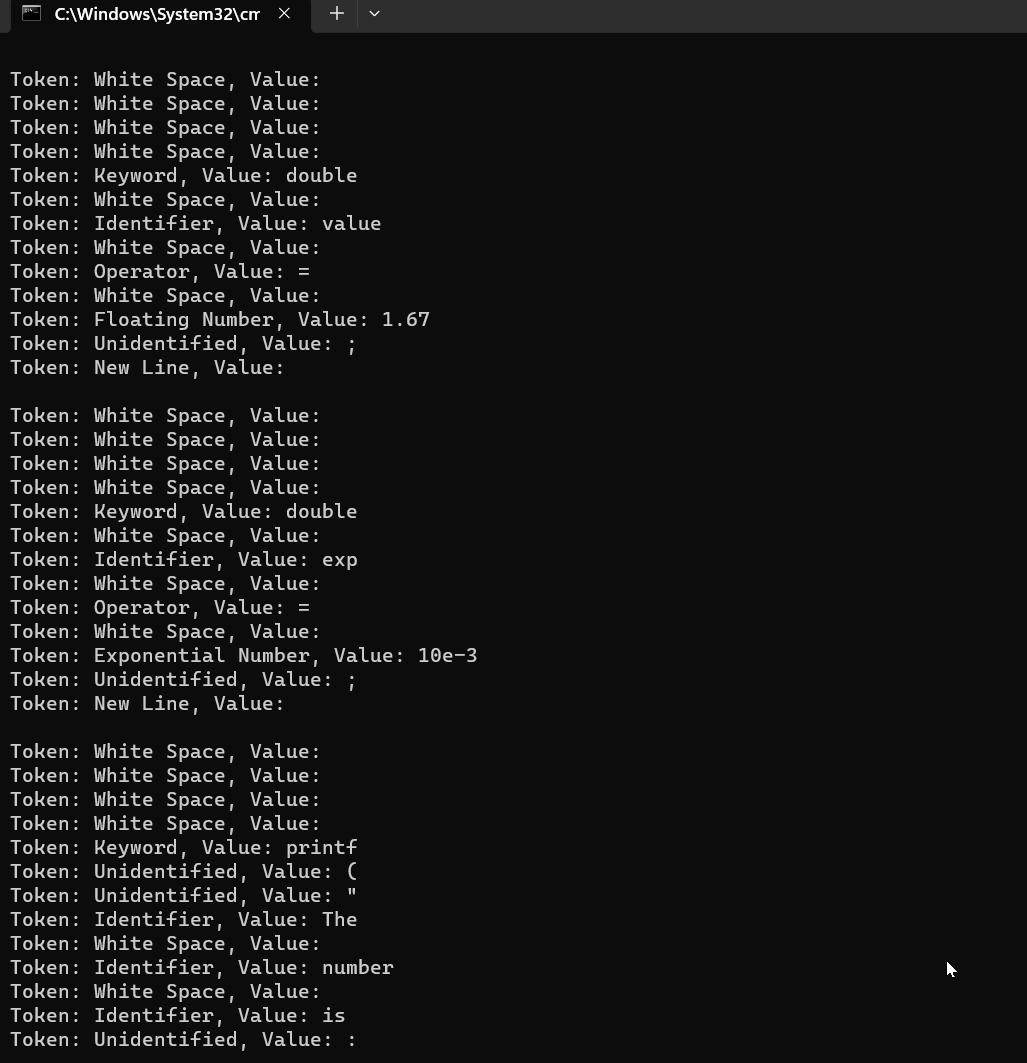 C:\Windows\System32\cm
Token: White Space, Value:
Token: White Space, Value:
Token: White Space, Value:
Token: White Space, Value:
Token: Keyword, Value: double
Token: White Space, Value:
Token: Identifier, Value: value
Token: White Space, Value:
Token: Operator, Value: =
Token: White Space, Value:
Token: Floating Number, Value: 1.67
Token: Unidentified, Value: ;
Token: New Line, Value:
Token: White Space, Value:
Token: White Space, Value:
Token: White Space, Value:
Token: White Space, Value:
Token: Keyword, Value: double
Token: White Space, Value:
Token: Identifier, Value: exp
Token: White Space, Value:
Token: Operator, Value: =
Token: White Space, Value:
Token: Exponential Number, Value: 10e-3
Token: Unidentified, Value: ;
Token: New Line, Value:
Token: White Space, Value:
Token: White Space, Value:
Token: White Space, Value:
Token: White Space, Value:
Token: Keyword, Value: printf
Token: Unidentified, Value: (
Token: Unidentified, Value: "
Token: Identifier, Value: The
Token: White Space, Value:
Token: Identifier, Value: number
Token: White Space, Value:
Token: Identifier, Value: is
Token: Unidentified, Value: :